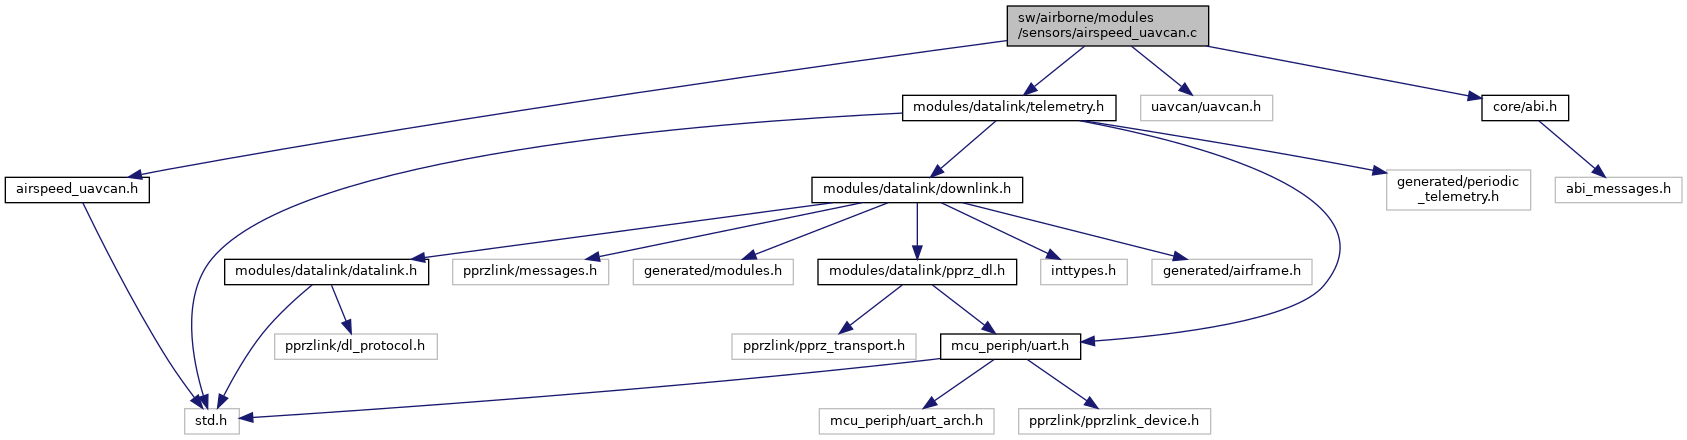 sw/airborne/modules
/sensors/airspeed_uavcan.c
modules/datalink/telemetry.h
uavcan/uavcan.h
core/abi.h
airspeed_uavcan.h
modules/datalink/downlink.h
generated/periodic
_telemetry.h
abi_messages.h
modules/datalink/datalink.h
pprzlink/messages.h
generated/modules.h
modules/datalink/pprz_dl.h
inttypes.h
generated/airframe.h
pprzlink/dl_protocol.h
pprzlink/pprz_transport.h
mcu_periph/uart.h
std.h
mcu_periph/uart_arch.h
pprzlink/pprzlink_device.h